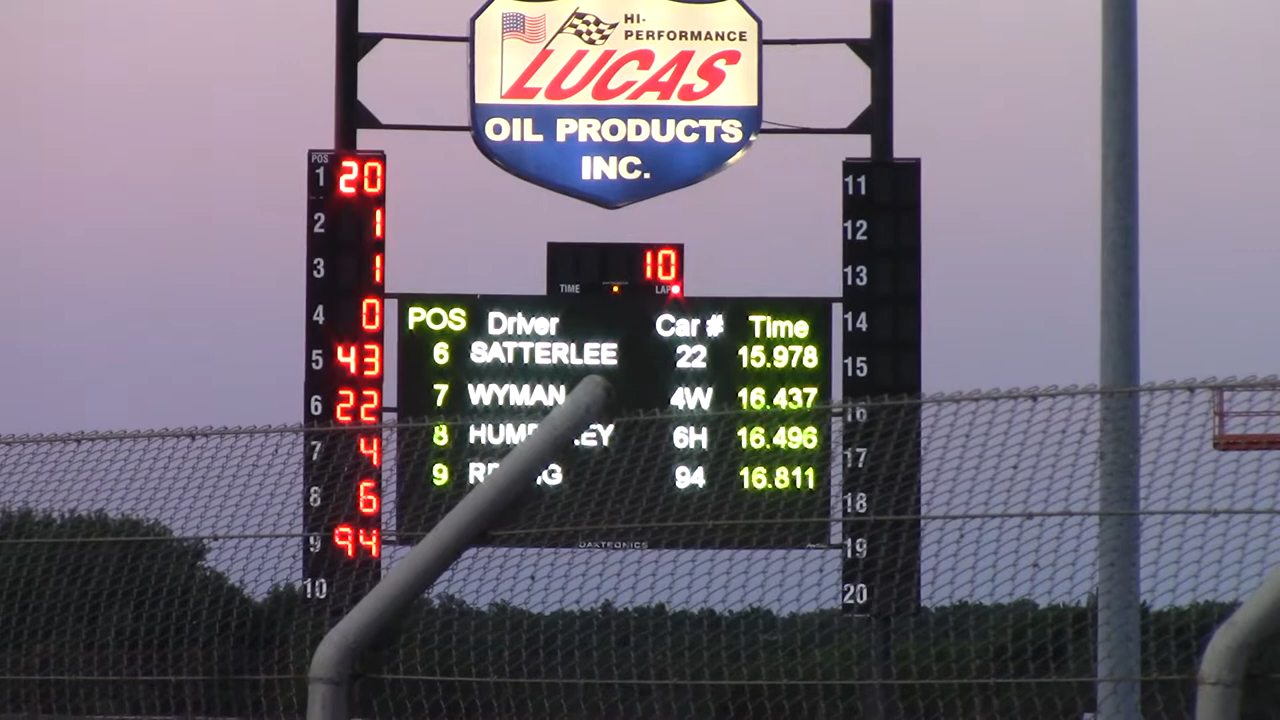 HI-
PERFORMANCE
LUCAS
OIL PRODUCTS
INC.
POS
1 20
2 1
3 1
4 0
5 43
6 22
7 4
8 6
9 94
10
10
TIME LAP
POS Driver Car # Time
6 SATTERLEE 22 15.978
7 WYMAN 4W 16.437
8 6H 16.496
9 94 16.811
DAKTRONICS
11
12
13
14
15
16
17
18
19
20